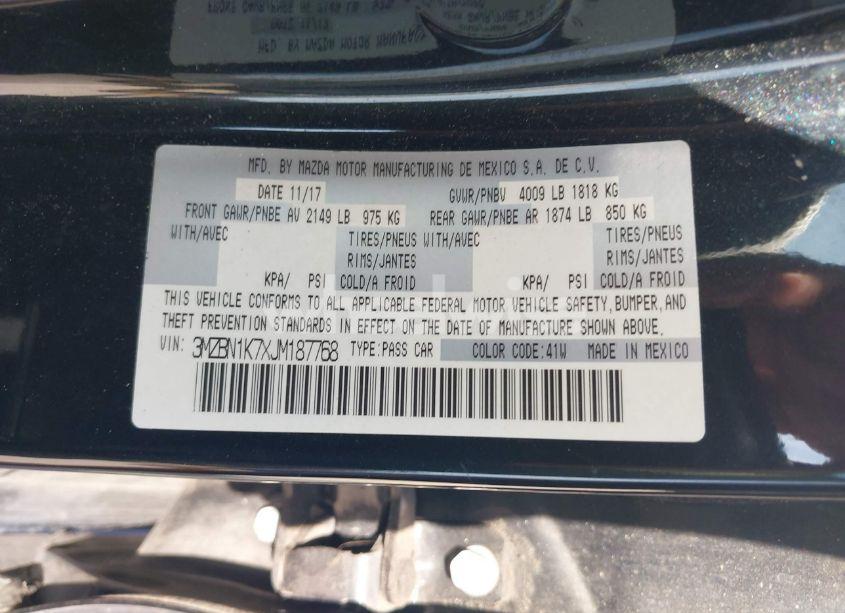 MFD. BY MAZDA MOTOR MANUFACTURING DE MEXICO S.A. DE C.V.
DATE 11/17 GVWR/PNBV 4009 LB 1818 KG
FRONT GAWR/PNBE AV 2149 LB 975 KG REAR GAWR/PNBE AR 1874 LB 850 KG
WITH/AVEC TIRES/PNEUS WITH/AVEC TIRES/PNEUS
RIMS/JANTES RIMS/JANTES
KPA/ PSI COLD/A FROID KPA/ PSI COLD/A FROID
THIS VEHICLE CONFORMS TO ALL APPLICABLE FEDERAL MOTOR VEHICLE SAFETY, BUMPER, AND
THEFT PREVENTION STANDARDS IN EFFECT ON THE DATE OF MANUFACTURE SHOWN ABOVE.
VIN: 3MZBN1K7XJM187768 TYPE:PASS CAR COLOR CODE:41W MADE IN MEXICO